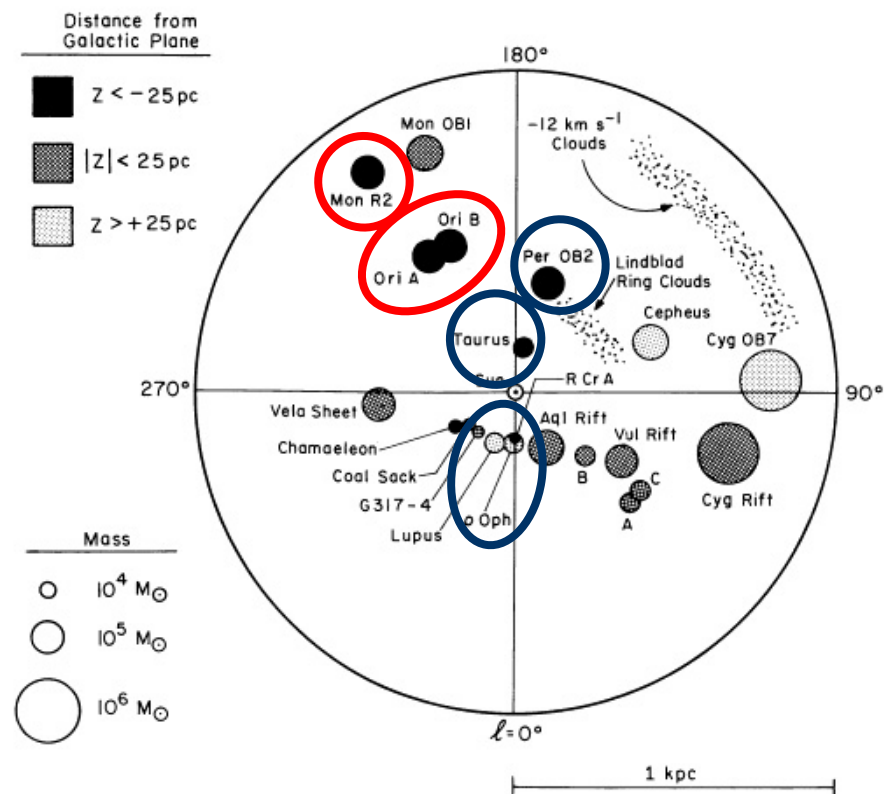 Distance from
Galactic Plane
Z < -25 pc
|Z| < 25 pc
Z > +25 pc
180°
Mon OB1
-12 km s⁻¹
Clouds
Mon R2
Ori B
Ori A
Per OB2
Lindblad
Ring Clouds
Cepheus
Taurus
Cyg OB7
Sun
R Cr A
270°
90°
Vela Sheet
Aql Rift
Vul Rift
Chamaeleon
Coal Sack
B
C
Cyg Rift
G317-4
A
ρ Oph
Lupus
Mass
10⁴ M☉
10⁵ M☉
10⁶ M☉
ℓ=0°
1 kpc